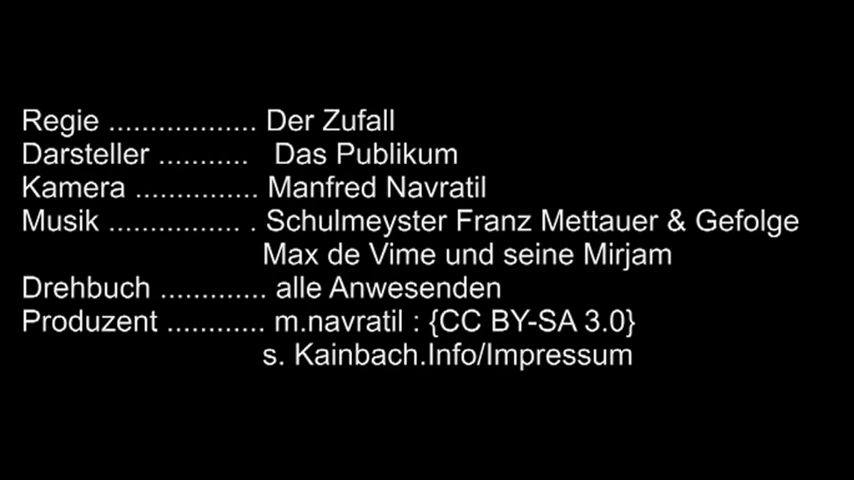 Regie .................. Der Zufall
Darsteller ........... Das Publikum
Kamera ............... Manfred Navratil
Musik ................ . Schulmeyster Franz Mettauer & Gefolge
Max de Vime und seine Mirjam
Drehbuch ............. alle Anwesenden
Produzent ............ m.navratil : {CC BY-SA 3.0}
s. Kainbach.Info/Impressum